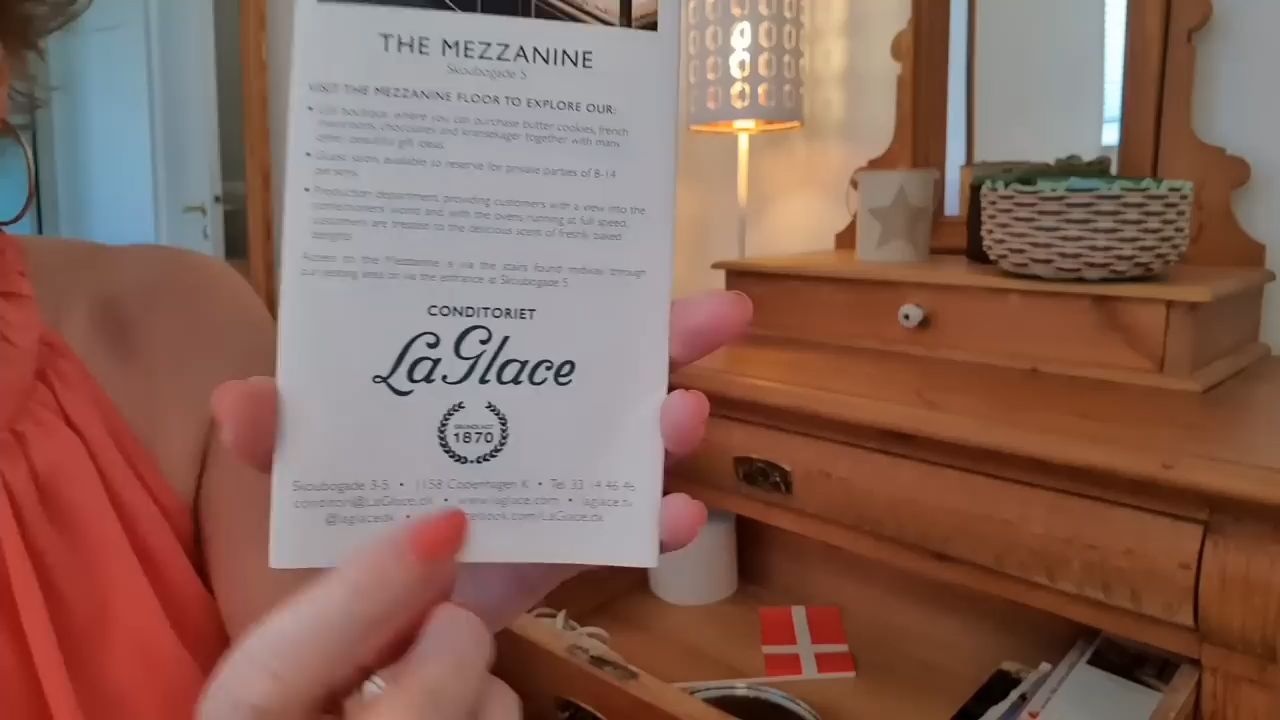 THE MEZZANINE
Skoubogade 5
VISIT THE MEZZANINE FLOOR TO EXPLORE OUR:
• Gift boutique where you can purchase butter cookies, french
macarons, chocolates and kransekager together with many
other beautiful gift ideas
• Guest salon, available to reserve for private parties of 8-14
persons
• Production department, providing customers with a view into the
confectioners' world and, with the ovens running at full speed,
customers are treated to the delicious scent of freshly baked
delights
Access to the Mezzanine is via the stairs found midway through
our existing area or via the entrance at Skoubogade 5
CONDITORIET
La Glace
GRUNDLAGT
1870
Skoubogade 3-5 • 1158 Copenhagen K • Tel 33 14 46 46
conditori@LaGlace.dk • www.laglace.com • laglace.tv
@laglacedk • facebook.com/LaGlace.dk